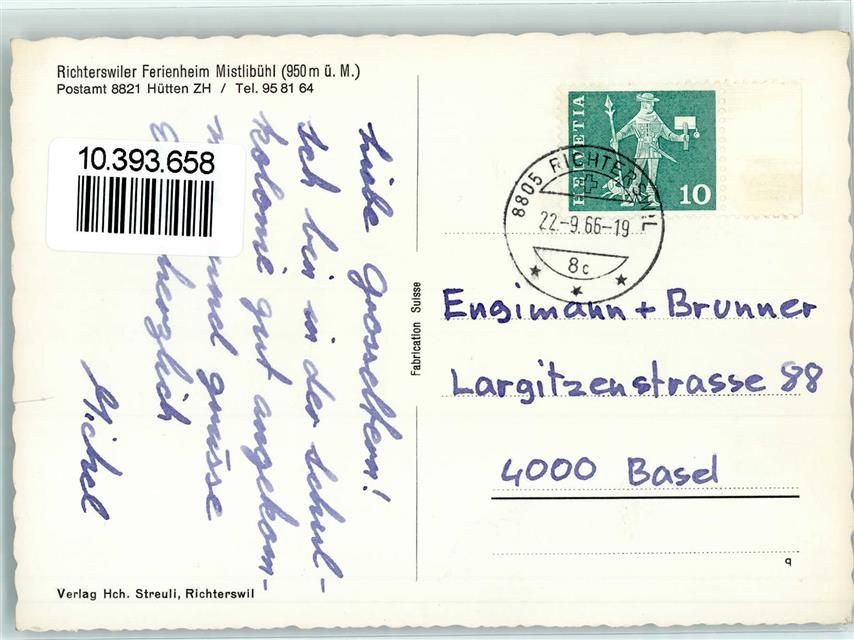 Richterswiler Ferienheim Mistlibühl (950 m ü. M.)
Postamt 8821 Hütten ZH / Tel. 95 81 64
10.393.658
Liebe Grosseltern!
Ich bin in der Schul-
kolonie gut angekom-
und grüsse
herzlich
Michel
Verlag Hch. Streuli, Richterswil
Fabrication Suisse
HELVETIA
10
8805 RICHTERSWIL
22.-9.66-19
8c
Engimann + Brunner
Largitzenstrasse 88
4000 Basel
q